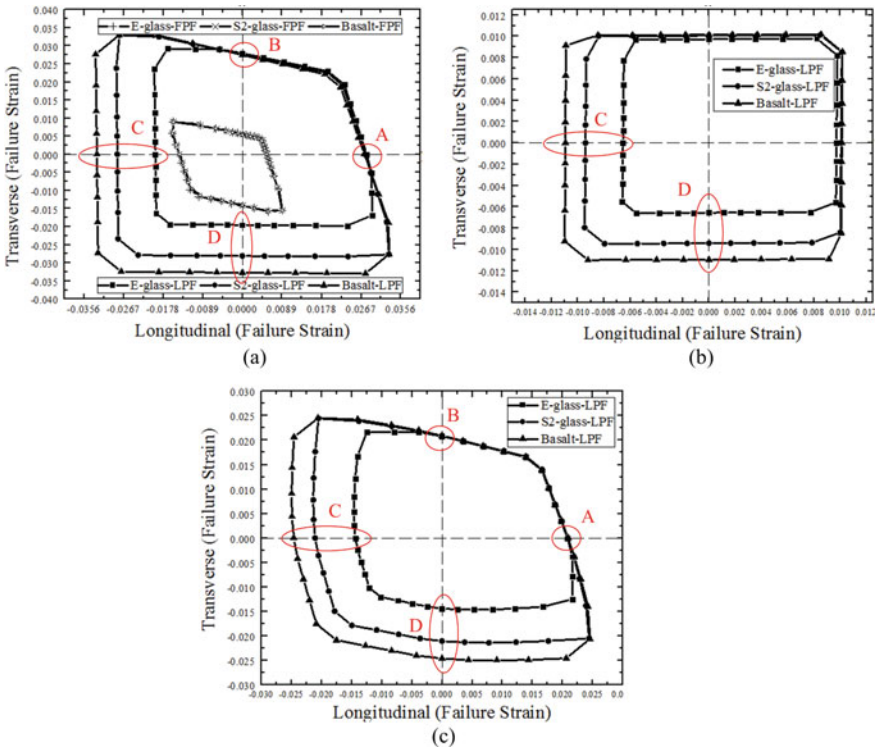 E-glass-FPF S2-glass-FPF Basalt-FPF
0.040
0.035
0.030
0.025
0.020
0.015
0.010
0.005
0.000
-0.005
-0.010
-0.015
-0.020
-0.025
-0.030
-0.035
-0.040
Transverse (Failure Strain)
B
A
C
D
E-glass-LPF S2-glass-LPF Basalt-LPF
-0.0356 -0.0267 -0.0178 -0.0089 0.0000 0.0089 0.0178 0.0267 0.0356
Longitudinal (Failure Strain)
(a)
0.014
0.012
0.010
0.008
0.006
0.004
0.002
0.000
-0.002
-0.004
-0.006
-0.008
-0.010
-0.012
-0.014
Transverse (Failure Strain)
E-glass-LPF
S2-glass-LPF
Basalt-LPF
C
D
-0.014 -0.012 -0.010 -0.008 -0.006 -0.004 -0.002 0.000 0.002 0.004 0.006 0.008 0.010 0.012
Longitudinal (Failure Strain)
(b)
0.030
0.025
0.020
0.015
0.010
0.005
0.000
-0.005
-0.010
-0.015
-0.020
-0.025
-0.030
Transverse (Failure Strain)
E-glass-LPF
S2-glass-LPF
Basalt-LPF
B
A
C
D
-0.030 -0.025 -0.020 -0.015 -0.010 -0.005 0.000 0.005 0.010 0.015 0.020 0.025 0.0
Longitudinal (Failure Strain)
(c)